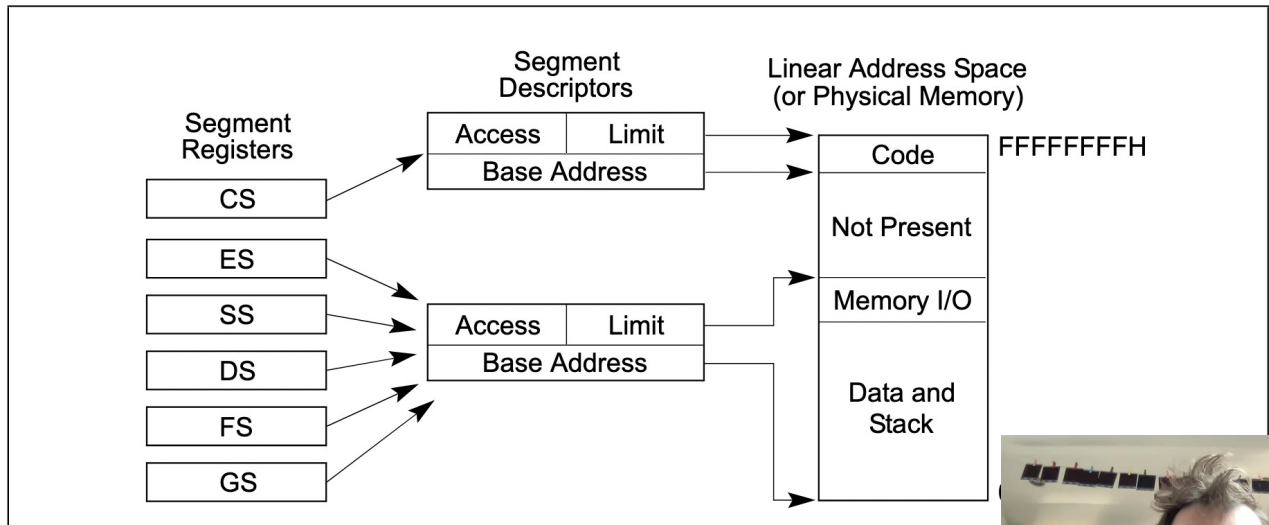 Segment
Descriptors
Linear Address Space
(or Physical Memory)
Segment
Registers
Access
Limit
Base Address
Code
FFFFFFFFH
CS
Not Present
ES
Memory I/O
SS
Access
Limit
Base Address
DS
Data and
Stack
FS
GS